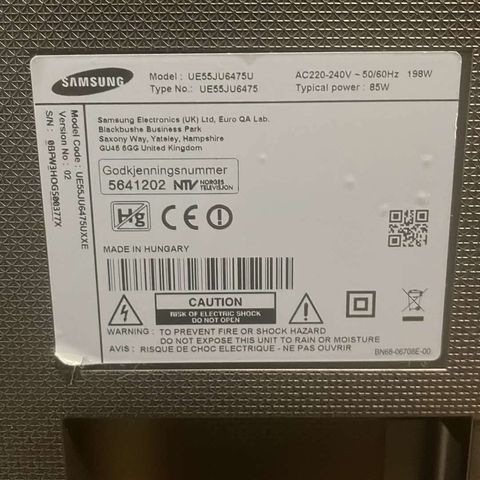 SAMSUNG
Model : UE55JU6475U
Type No.: UE55JU6475
AC220-240V ~ 50/60Hz 198W
Typical power : 85W
Samsung Electronics (UK) Ltd, Euro QA Lab.
Blackbushe Business Park
Saxony Way, Yateley, Hampshire
GU46 6GG United Kingdom
Godkjenningsnummer
5641202 NTV NORGES TELEVISJON
Hg CE
MADE IN HUNGARY
Model Code : UE55JU6475UXXE
Version No : 02
S/N :
CAUTION
RISK OF ELECTRIC SHOCK
DO NOT OPEN
WARNING : TO PREVENT FIRE OR SHOCK HAZARD
DO NOT EXPOSE THIS UNIT TO RAIN OR MOISTURE
AVIS : RISQUE DE CHOC ELECTRIQUE - NE PAS OUVRIR
BN68-06708E-00